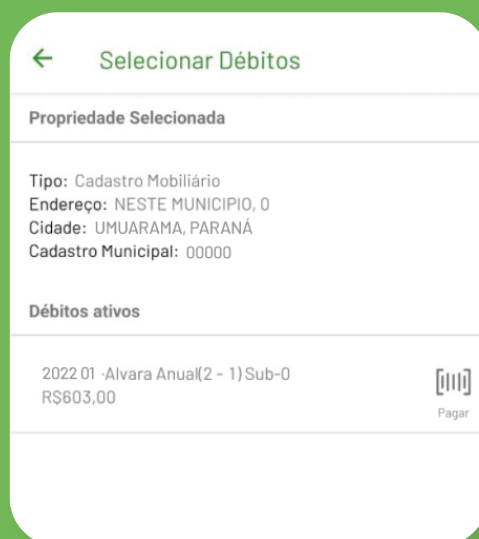 Selecionar Débitos
Propriedade Selecionada
Tipo: Cadastro Mobiliário
Endereço: NESTE MUNICIPIO, 0
Cidade: UMUARAMA, PARANÁ
Cadastro Municipal: 00000
Débitos ativos
2022 01 -Alvara Anual(2 - 1) Sub-0
R$603,00
Pagar